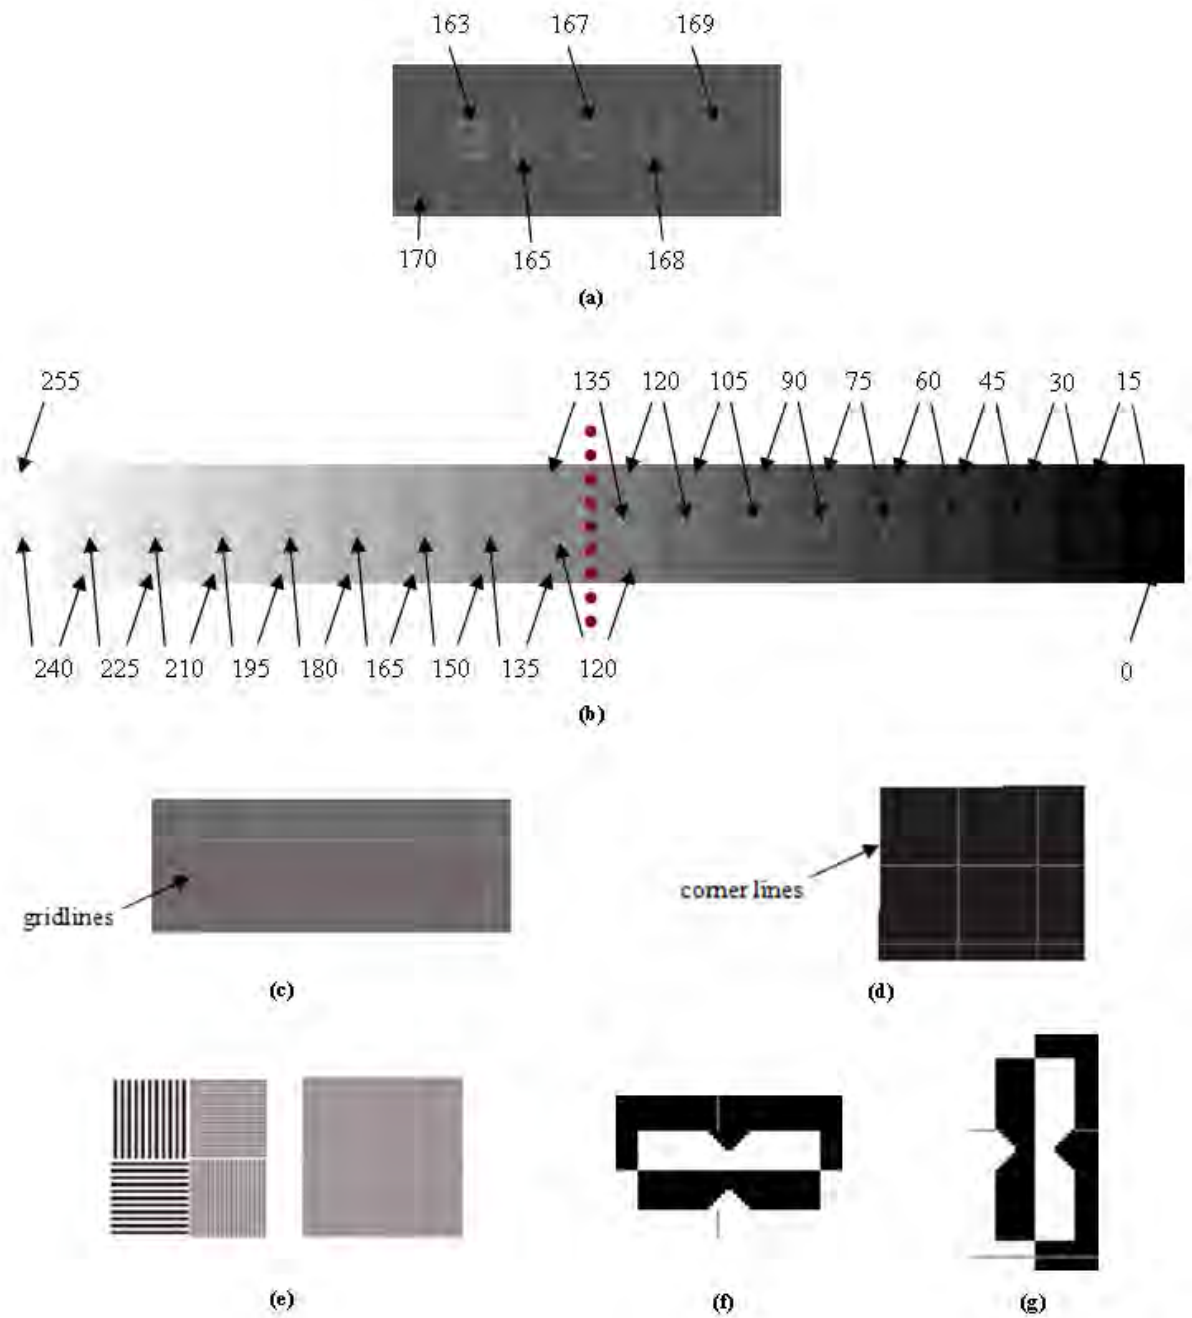 163 167 169
170 165 168
(a)
255 135 120 105 90 75 60 45 30 15
240 225 210 195 180 165 150 135 120 0
(b)
gridlines
corner lines
(c) (d)
(e) (f) (g)